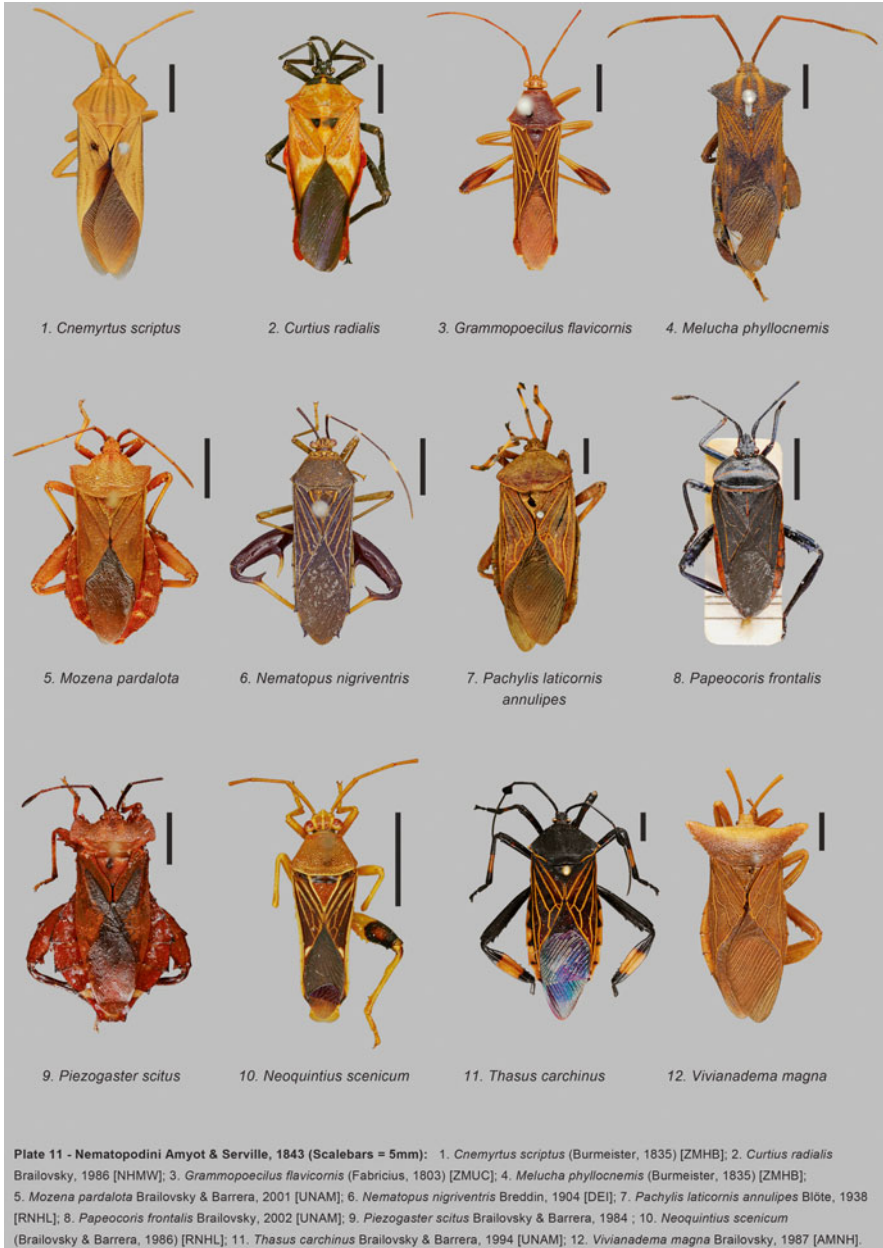 1. Cnemyrtus scriptus
2. Curtius radialis
3. Grammopoecilus flavicornis
4. Melucha phyllocnemis
5. Mozena pardalota
6. Nematopus nigriventris
7. Pachylis laticornis
annulipes
8. Papeocoris frontalis
9. Piezogaster scitus
10. Neoquintius scenicum
11. Thasus carchinus
12. Vivianadema magna
Plate 11 - Nematopodini Amyot & Serville, 1843 (Scalebars = 5mm): 1. Cnemyrtus scriptus (Burmeister, 1835) [ZMHB]; 2. Curtius radialis
Brailovsky, 1986 [NHMW]; 3. Grammopoecilus flavicornis (Fabricius, 1803) [ZMUC]; 4. Melucha phyllocnemis (Burmeister, 1835) [ZMHB];
5. Mozena pardalota Brailovsky & Barrera, 2001 [UNAM]; 6. Nematopus nigriventris Breddin, 1904 [DEI]; 7. Pachylis laticornis annulipes Blöte, 1938
[RNHL]; 8. Papeocoris frontalis Brailovsky, 2002 [UNAM]; 9. Piezogaster scitus Brailovsky & Barrera, 1984 ; 10. Neoquintius scenicum
(Brailovsky & Barrera, 1986) [RNHL]; 11. Thasus carchinus Brailovsky & Barrera, 1994 [UNAM]; 12. Vivianadema magna Brailovsky, 1987 [AMNH].